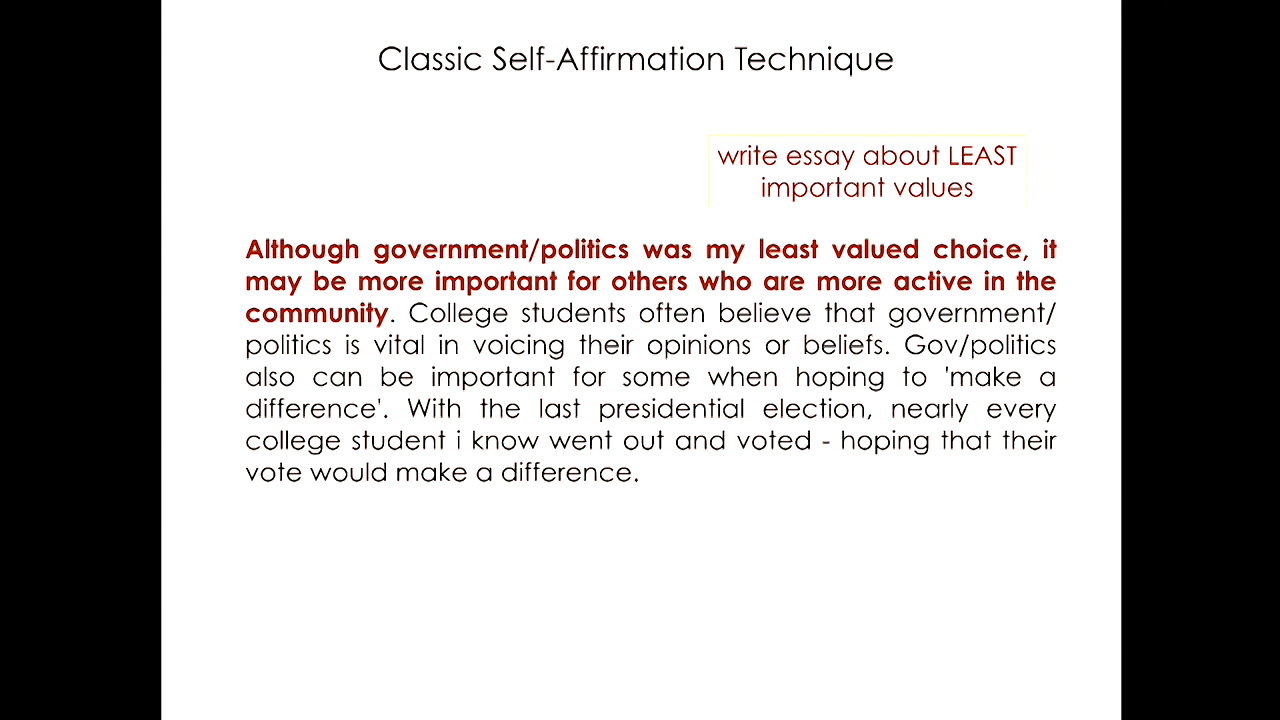 Classic Self-Affirmation Technique
write essay about LEAST
important values
Although government/politics was my least valued choice, it
may be more important for others who are more active in the
community. College students often believe that government/
politics is vital in voicing their opinions or beliefs. Gov/politics
also can be important for some when hoping to 'make a
difference'. With the last presidential election, nearly every
college student i know went out and voted - hoping that their
vote would make a difference.